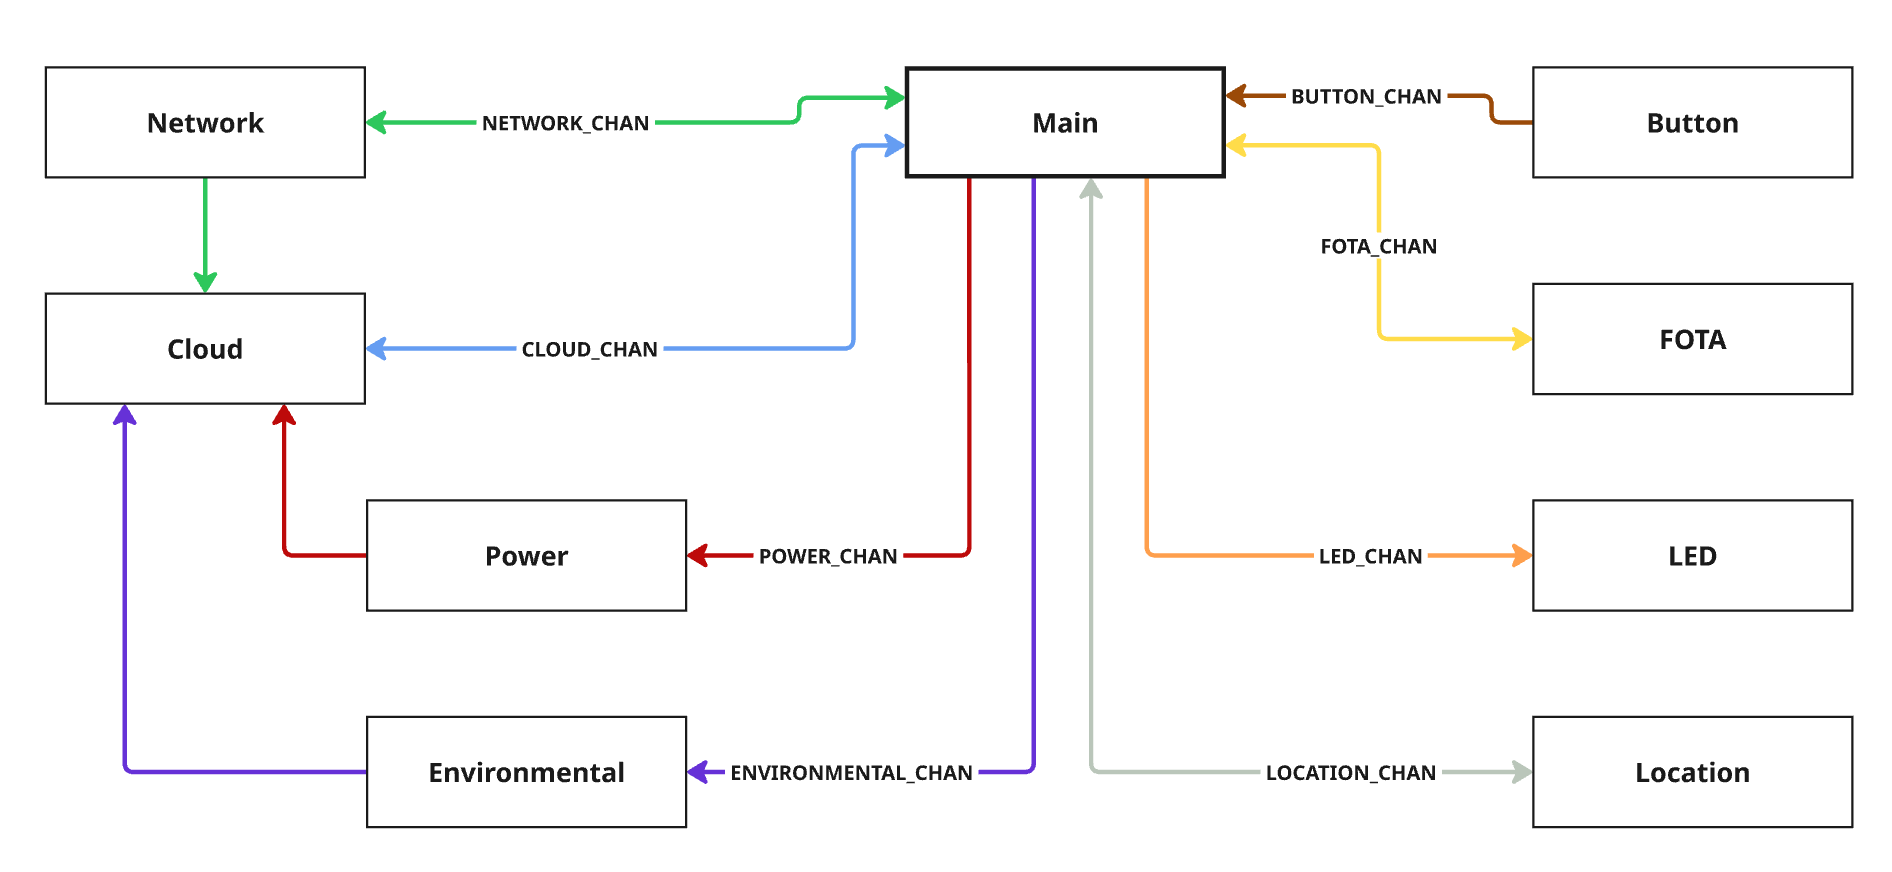 Network
NETWORK_CHAN
Main
BUTTON_CHAN
Button
FOTA_CHAN
Cloud
CLOUD_CHAN
FOTA
Power
POWER_CHAN
LED_CHAN
LED
Environmental
ENVIRONMENTAL_CHAN
LOCATION_CHAN
Location